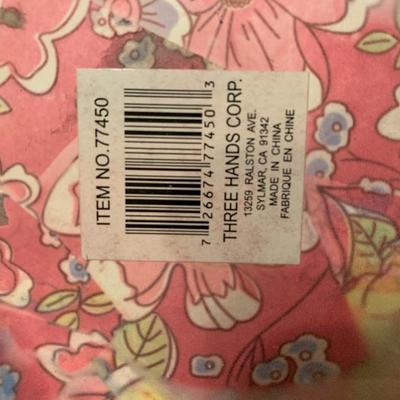 ITEM NO.77450
7 26674 77450 3
THREE HANDS CORP.
13259 RALSTON AVE.
SYLMAR, CA 91342
MADE IN CHINA
FABRIQUE EN CHINE